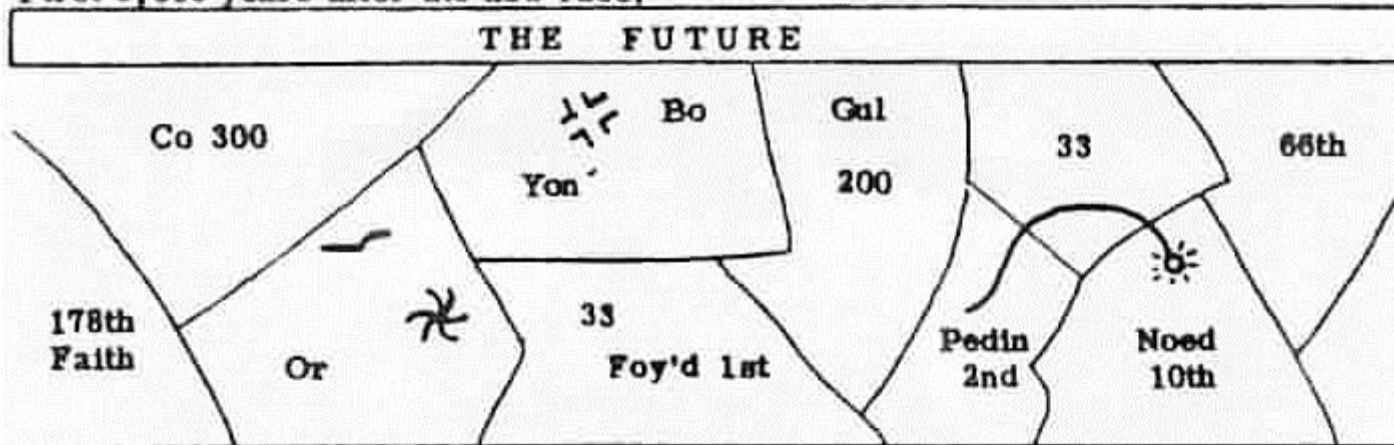 THE FUTURE
Co 300
Bo
Yon'
Gul
200
33
66th
178th
Faith
Or
33
Foy'd 1st
Pedin
2nd
Noed
10th